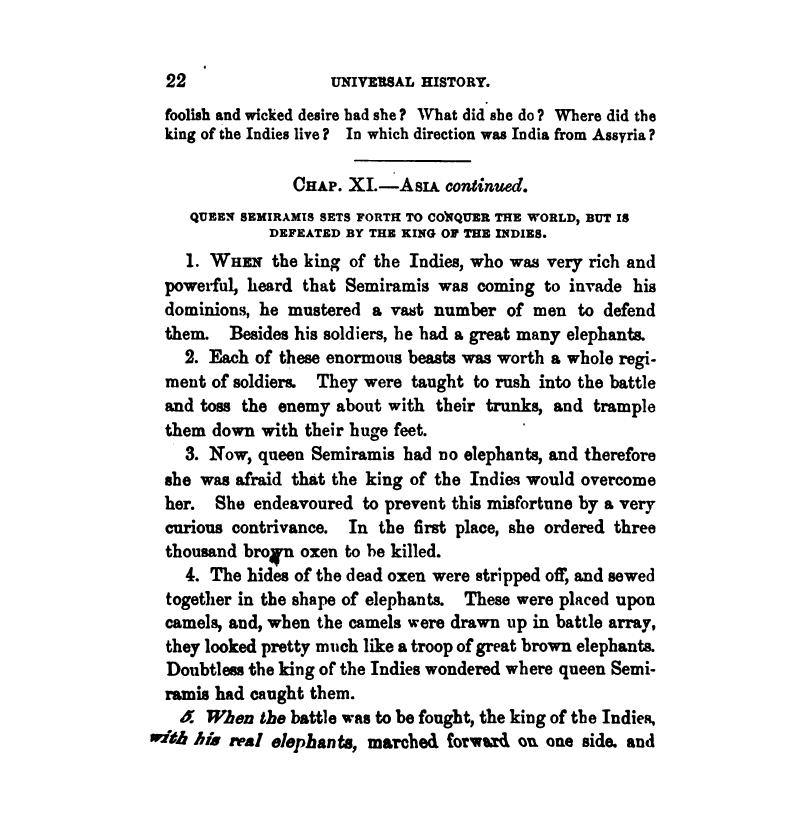 22 UNIVERSAL HISTORY.
foolish and wicked desire had she? What did she do? Where did the
king of the Indies live? In which direction was India from Assyria?
CHAP. XI.—ASIA continued.
QUEEN SEMIRAMIS SETS FORTH TO CONQUER THE WORLD, BUT IS
DEFEATED BY THE KING OF THE INDIES.
1. WHEN the king of the Indies, who was very rich and
powerful, heard that Semiramis was coming to invade his
dominions, he mustered a vast number of men to defend
them. Besides his soldiers, he had a great many elephants.
2. Each of these enormous beasts was worth a whole regi-
ment of soldiers. They were taught to rush into the battle
and toss the enemy about with their trunks, and trample
them down with their huge feet.
3. Now, queen Semiramis had no elephants, and therefore
she was afraid that the king of the Indies would overcome
her. She endeavoured to prevent this misfortune by a very
curious contrivance. In the first place, she ordered three
thousand brown oxen to be killed.
4. The hides of the dead oxen were stripped off, and sewed
together in the shape of elephants. These were placed upon
camels, and, when the camels were drawn up in battle array,
they looked pretty much like a troop of great brown elephants.
Doubtless the king of the Indies wondered where queen Semi-
ramis had caught them.
5. When the battle was to be fought, the king of the Indies,
with his real elephants, marched forward on one side. and